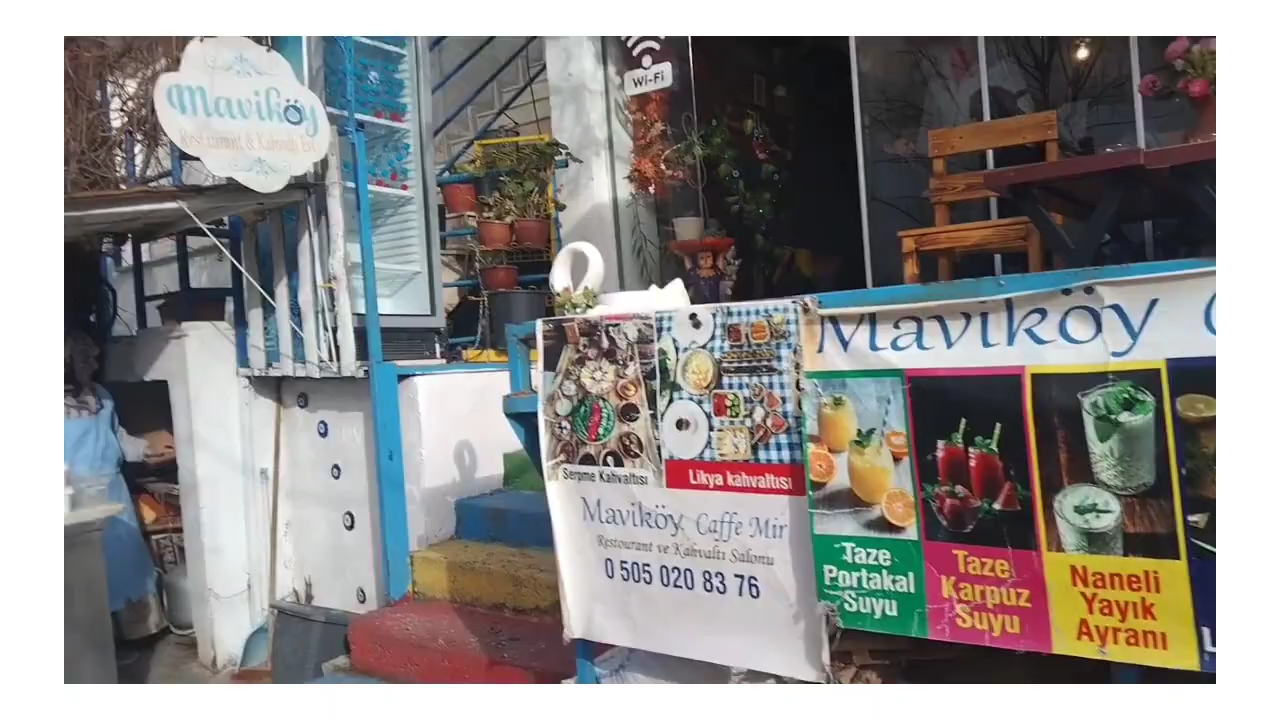 Maviköy
Restaurant & Kahvaltı Evi
Wi-Fi
Maviköy
Serpme Kahvaltısı
Likya kahvaltısı
Maviköy Caffe Mir
Restourant ve Kahvaltı Salonu
0 505 020 83 76
Taze
Portakal
Suyu
Taze
Karpuz
Suyu
Naneli
Yayık
Ayranı